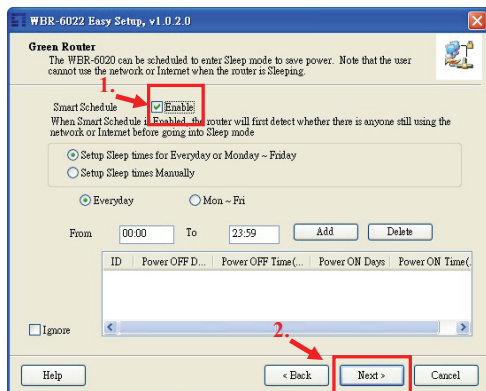 WBR-6022 Easy Setup, v1.0.2.0
Green Router
The WBR-6020 can be scheduled to enter Sleep mode to save power. Note that the user
cannot use the network or Internet when the router is Sleeping.
1.
Smart Schedule Enable
When Smart Schedule is Enabled, the router will first detect whether there is anyone still using the
network or Internet before going into Sleep mode
Setup Sleep times for Everyday or Monday ~ Friday
Setup Sleep times Manually
Everyday Mon ~ Fri
From 00:00 To 23:59 Add Delete
ID Power OFF D... Power OFF Time(... Power ON Days Power ON Time(.
Ignore
2.
Help < Back Next > Cancel